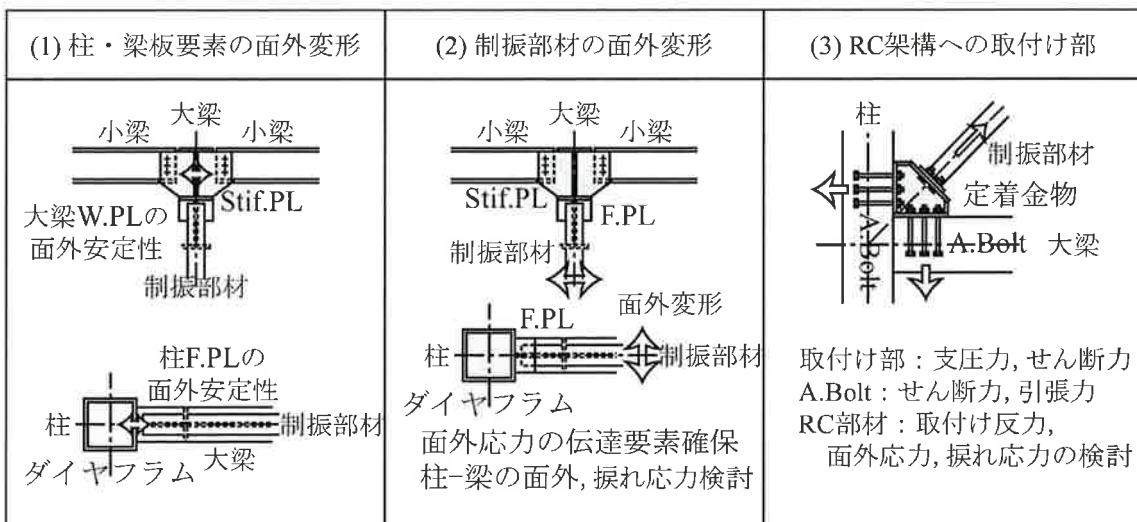 (1) 柱・梁板要素の面外変形
大梁
小梁 小梁
Stif.PL
大梁W.PLの
面外安定性
制振部材
柱F.PLの
面外安定性
柱
制振部材
大梁
ダイヤフラム
(2) 制振部材の面外変形
大梁
小梁 小梁
Stif.PL
F.PL
制振部材
面外変形
F.PL
柱
制振部材
ダイヤフラム
面外応力の伝達要素確保
柱−梁の面外, 捩れ応力検討
(3) RC架構への取付け部
柱
制振部材
定着金物
A.Bolt
A.Bolt
大梁
取付け部 : 支圧力, せん断力
A.Bolt : せん断力, 引張力
RC部材 : 取付け反力,
面外応力, 捩れ応力の検討